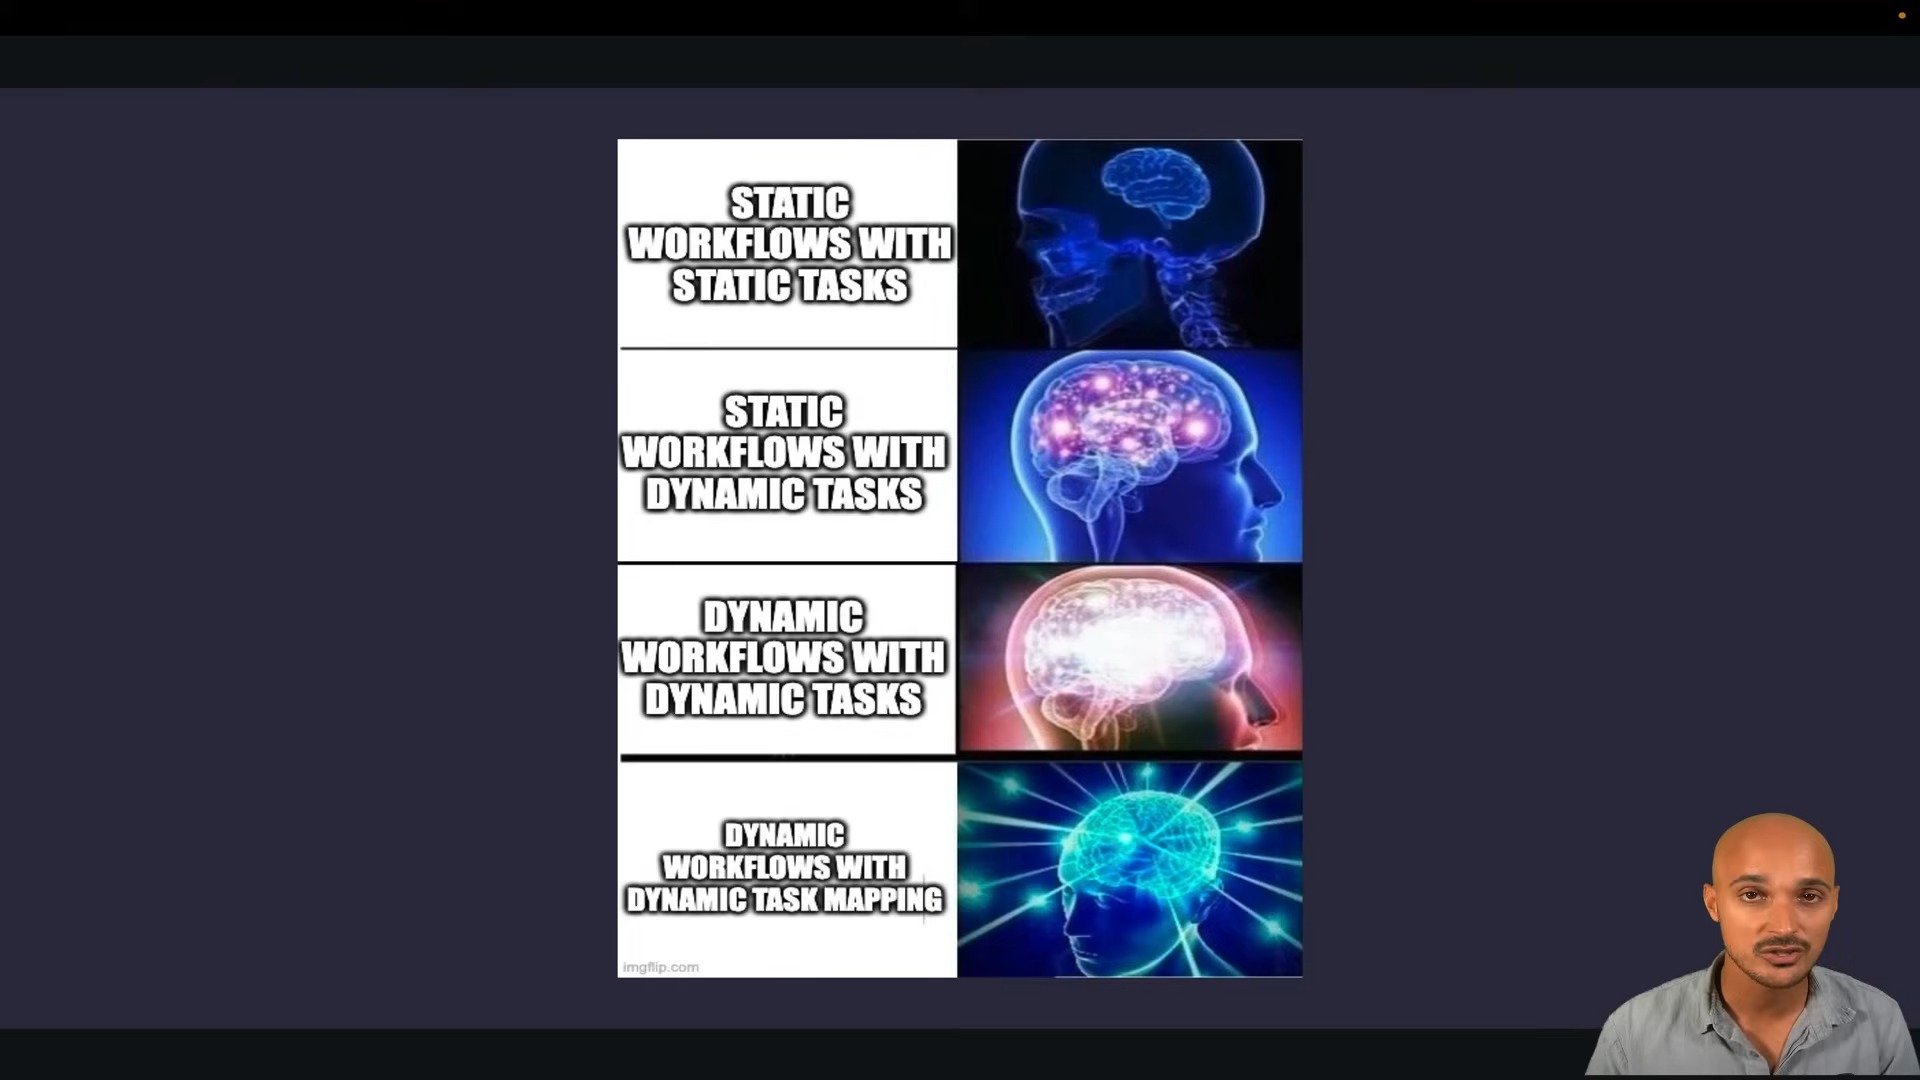 STATIC
WORKFLOWS WITH
STATIC TASKS
STATIC
WORKFLOWS WITH
DYNAMIC TASKS
DYNAMIC
WORKFLOWS WITH
DYNAMIC TASKS
DYNAMIC
WORKFLOWS WITH
DYNAMIC TASK MAPPING
imgflip.com